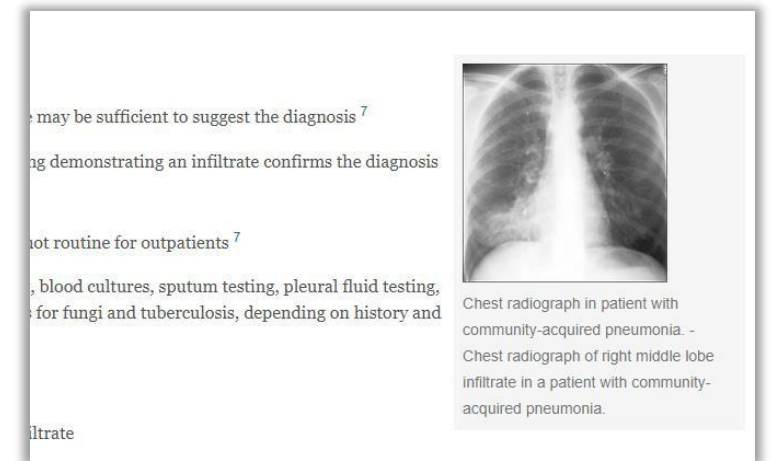 may be sufficient to suggest the diagnosis 7
ng demonstrating an infiltrate confirms the diagnosis
not routine for outpatients 7
, blood cultures, sputum testing, pleural fluid testing,
for fungi and tuberculosis, depending on history and
iltrate
Chest radiograph in patient with
community-acquired pneumonia. -
Chest radiograph of right middle lobe
infiltrate in a patient with community-
acquired pneumonia.